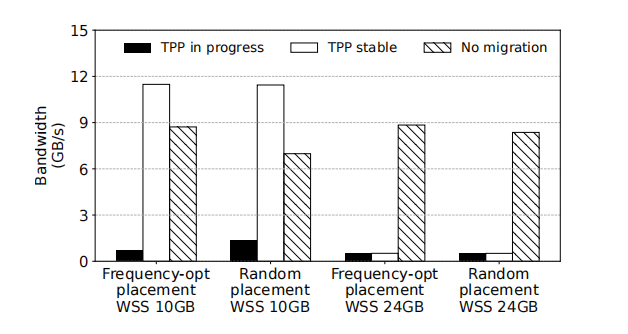 15
TPP in progress
TPP stable
No migration
12
9
6
3
0
Bandwidth
(GB/s)
Frequency-opt
placement
WSS 10GB
Random
placement
WSS 10GB
Frequency-opt
placement
WSS 24GB
Random
placement
WSS 24GB